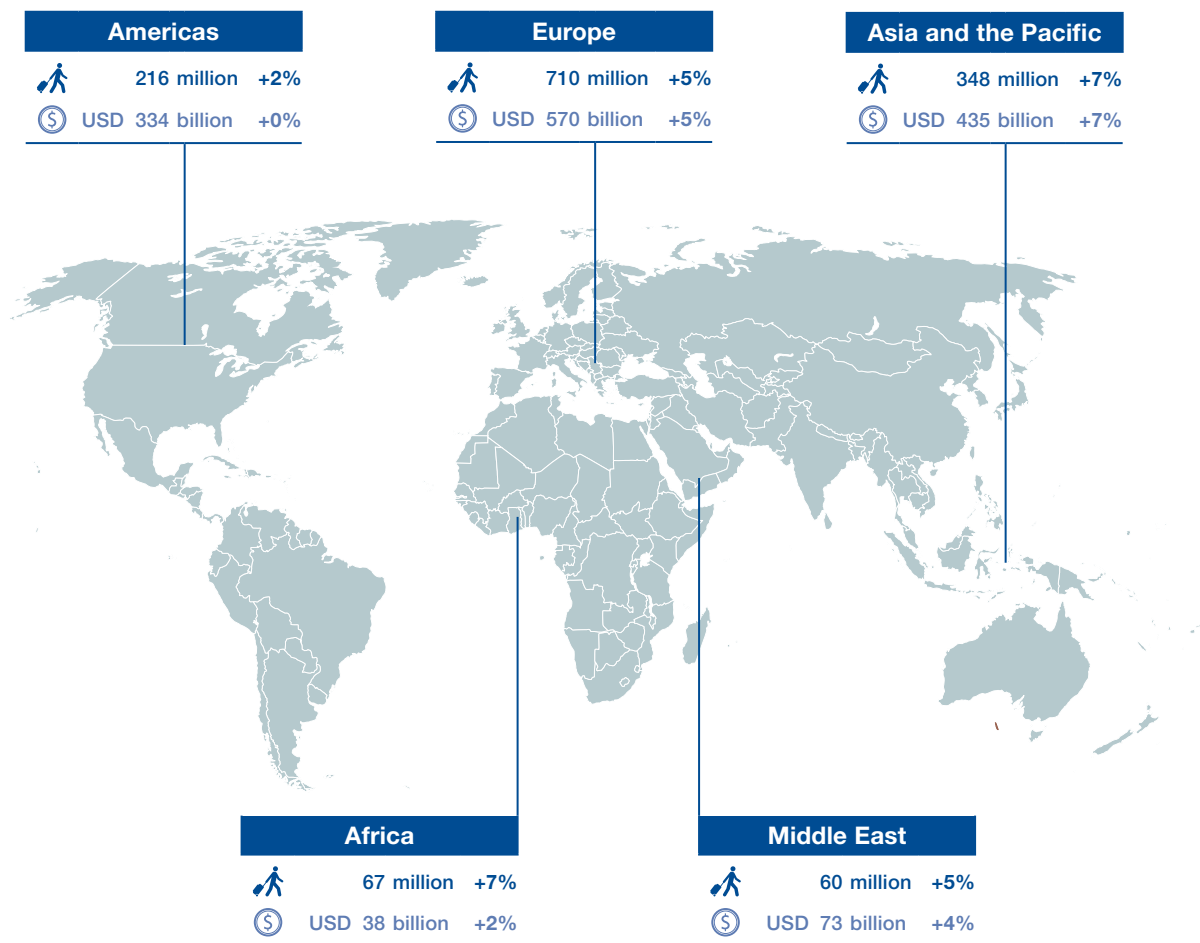 Americas
216 million +2%
$ USD 334 billion +0%
Europe
710 million +5%
$ USD 570 billion +5%
Asia and the Pacific
348 million +7%
$ USD 435 billion +7%
Africa
67 million +7%
$ USD 38 billion +2%
Middle East
60 million +5%
$ USD 73 billion +4%